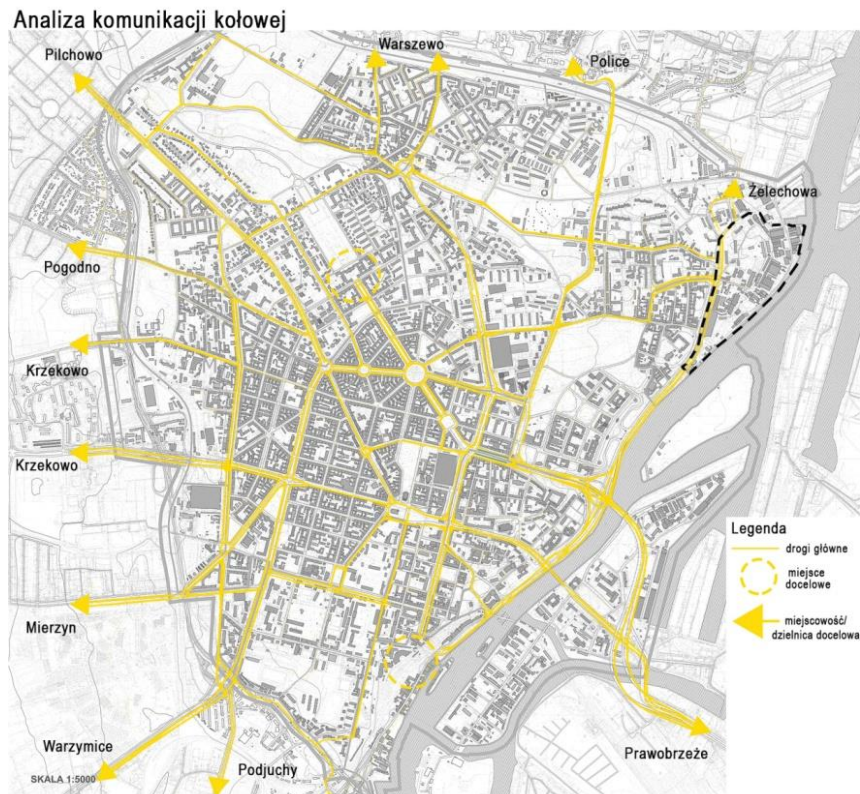 Analiza komunikacji kołowej
Pilchowo
Warszewo
Police
Żelechowa
Pogodno
Krzekowo
Krzekowo
Legenda
drogi główne
miejsce
docelowe
miejscowość/
dzielnica docelowa
Mierzyn
Warzymice
Podjuchy
Prawobrzeże
SKALA 1:5000